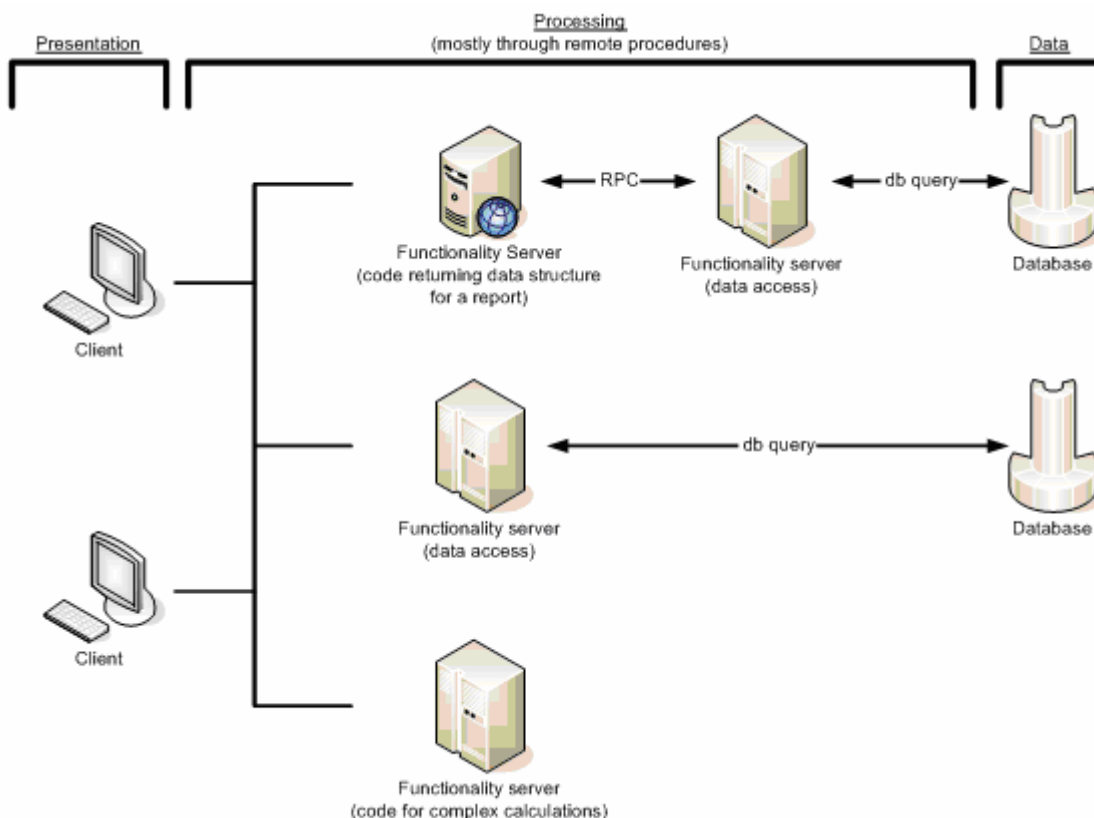 Presentation
Processing
(mostly through remote procedures)
Data
RPC
db query
Functionality Server
(code returning data structure
for a report)
Functionality server
(data access)
Database
Client
db query
Functionality server
(data access)
Database
Client
Functionality server
(code for complex calculations)